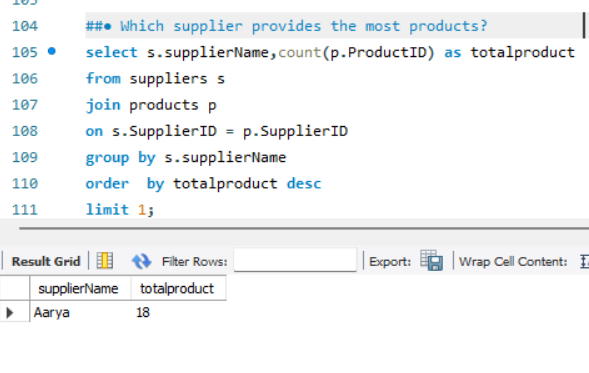 104 ##● Which supplier provides the most products?
105 select s.supplierName,count(p.ProductID) as totalproduct
106 from suppliers s
107 join products p
108 on s.SupplierID = p.SupplierID
109 group by s.supplierName
110 order  by totalproduct desc
111 limit 1;
Result Grid Filter Rows: Export: Wrap Cell Content:
supplierName totalproduct
Aarya 18